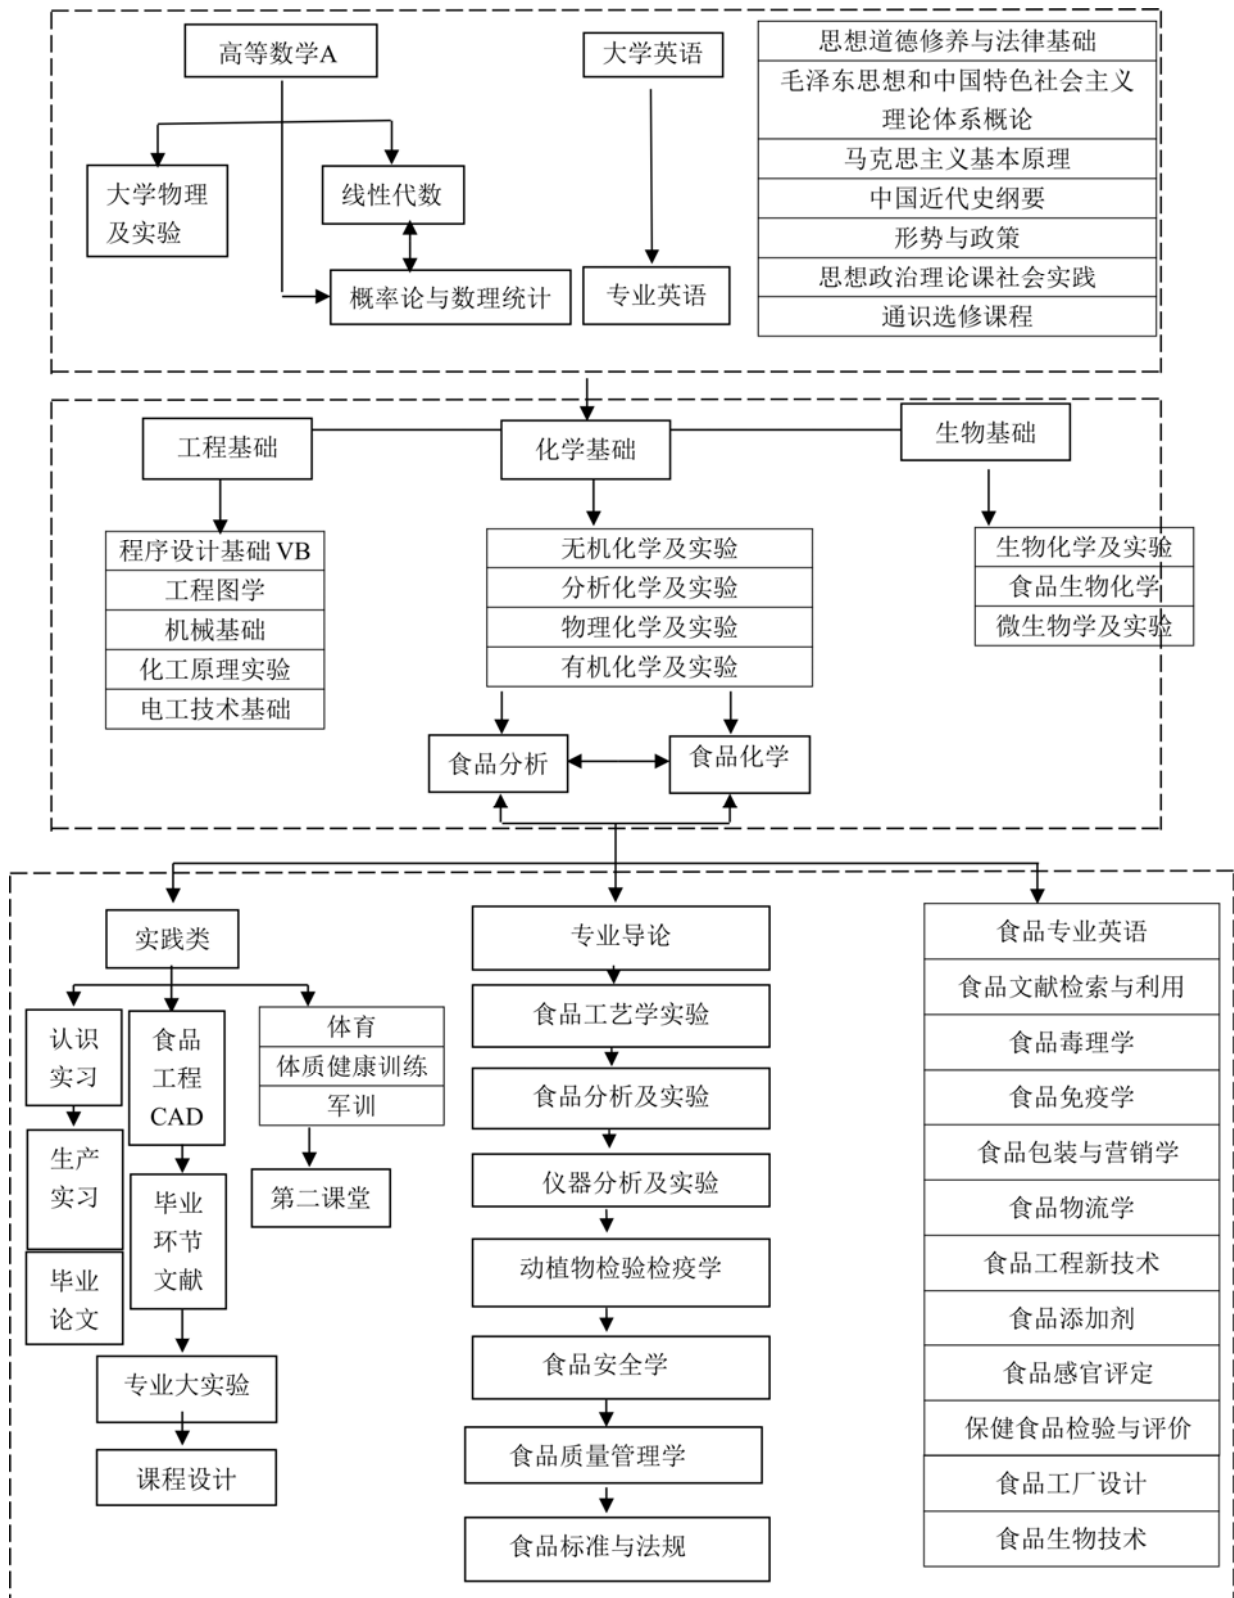 高等数学A
大学英语
思想道德修养与法律基础
毛泽东思想和中国特色社会主义
理论体系概论
马克思主义基本原理
中国近代史纲要
形势与政策
思想政治理论课社会实践
通识选修课程
大学物理
及实验
线性代数
概率论与数理统计
专业英语
工程基础
化学基础
生物基础
程序设计基础 VB
工程图学
机械基础
化工原理实验
电工技术基础
无机化学及实验
分析化学及实验
物理化学及实验
有机化学及实验
生物化学及实验
食品生物化学
微生物学及实验
食品分析
食品化学
实践类
认识
实习
生产
实习
毕业
论文
食品
工程
CAD
毕业
环节
文献
体育
体质健康训练
军训
第二课堂
专业大实验
课程设计
专业导论
食品工艺学实验
食品分析及实验
仪器分析及实验
动植物检验检疫学
食品安全学
食品质量管理学
食品标准与法规
食品专业英语
食品文献检索与利用
食品毒理学
食品免疫学
食品包装与营销学
食品物流学
食品工程新技术
食品添加剂
食品感官评定
保健食品检验与评价
食品工厂设计
食品生物技术